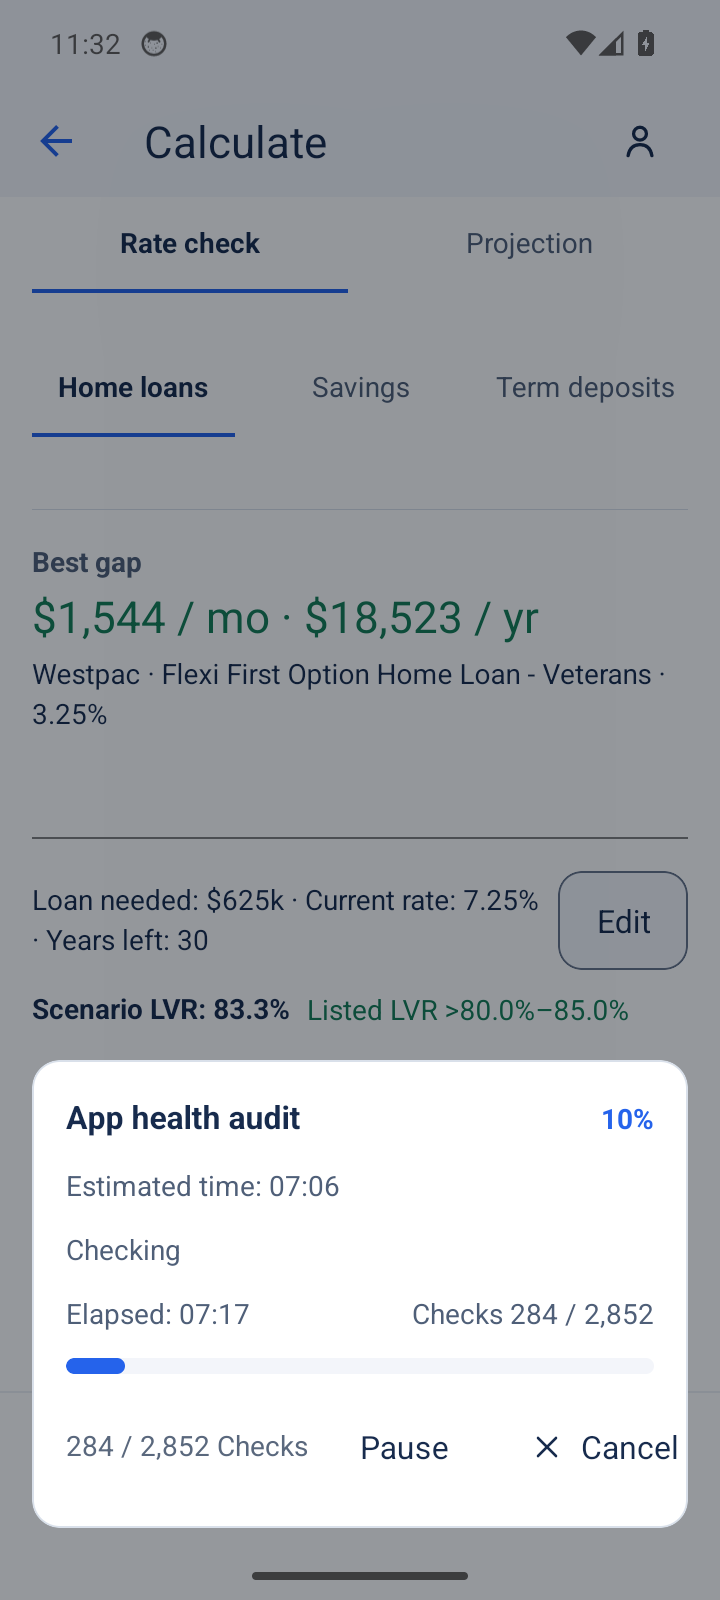 11:32
Calculate
Rate check
Projection
Home loans
Savings
Term deposits
Best gap
$1,544 / mo · $18,523 / yr
Westpac · Flexi First Option Home Loan - Veterans ·
3.25%
Loan needed: $625k · Current rate: 7.25%
· Years left: 30
Edit
Scenario LVR: 83.3% Listed LVR >80.0%–85.0%
App health audit
10%
Estimated time: 07:06
Checking
Elapsed: 07:17
Checks 284 / 2,852
284 / 2,852 Checks
Pause
Cancel